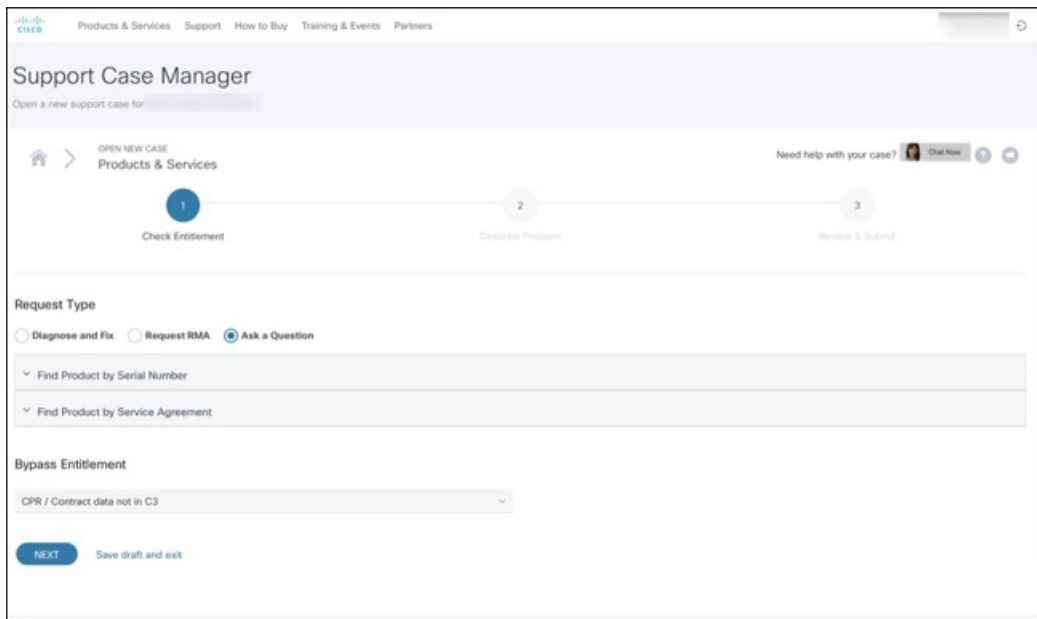 CISCO
Products & Services Support How to Buy Training & Events Partners
Support Case Manager
Open a new support case for
OPEN NEW CASE
Products & Services
Need help with your case? Chat Now ?
1 2 3
Check Entitlement Describe Problem Review & Submit
Request Type
Diagnose and Fix Request RMA Ask a Question
Find Product by Serial Number
Find Product by Service Agreement
Bypass Entitlement
CPR / Contract data not in C3
NEXT Save draft and exit